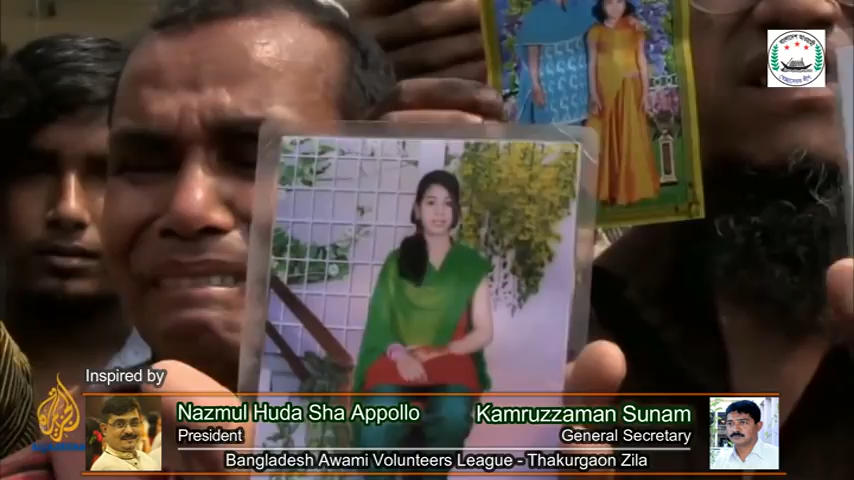 Inspired by
Nazmul Huda Sha Appollo
President
Kamruzzaman Sunam
General Secretary
Bangladesh Awami Volunteers League - Thakurgaon Zila